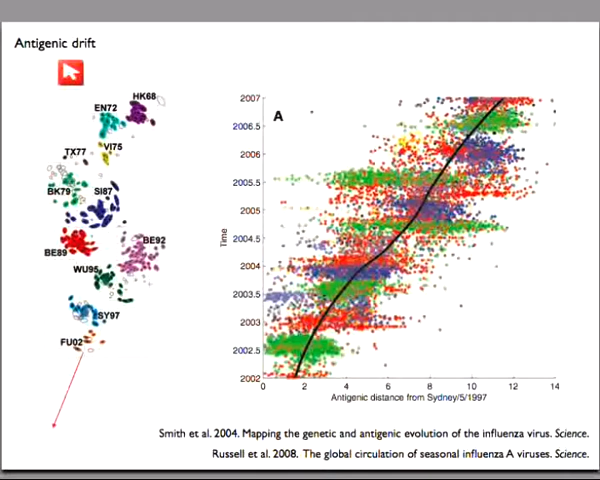 Antigenic drift
HK68
EN72
VI75
TX77
BK79
SI87
BE89
BE92
WU95
SY97
FU02
A
2007
2006.5
2006
2005.5
2005
2004.5
2004
2003.5
2003
2002.5
2002
Time
0 2 4 6 8 10 12 14
Antigenic distance from Sydney/5/1997
Smith et al. 2004. Mapping the genetic and antigenic evolution of the influenza virus. Science.
Russell et al. 2008. The global circulation of seasonal influenza A viruses. Science.